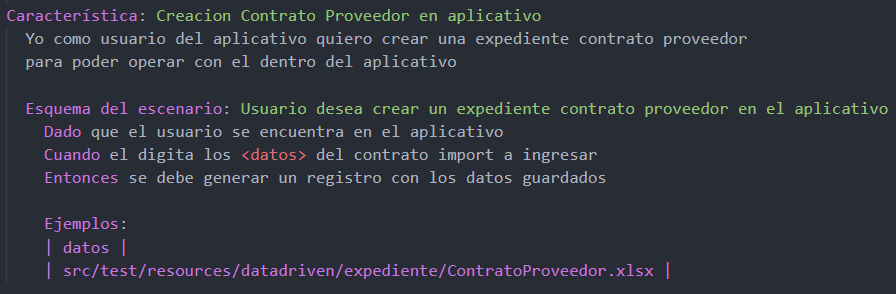 Característica: Creacion Contrato Proveedor en aplicativo
Yo como usuario del aplicativo quiero crear una expediente contrato proveedor
para poder operar con el dentro del aplicativo
Esquema del escenario: Usuario desea crear un expediente contrato proveedor en el aplicativo
Dado que el usuario se encuentra en el aplicativo
Cuando el digita los <datos> del contrato import a ingresar
Entonces se debe generar un registro con los datos guardados
Ejemplos:
| datos |
| src/test/resources/datadriven/expediente/ContratoProveedor.xlsx |